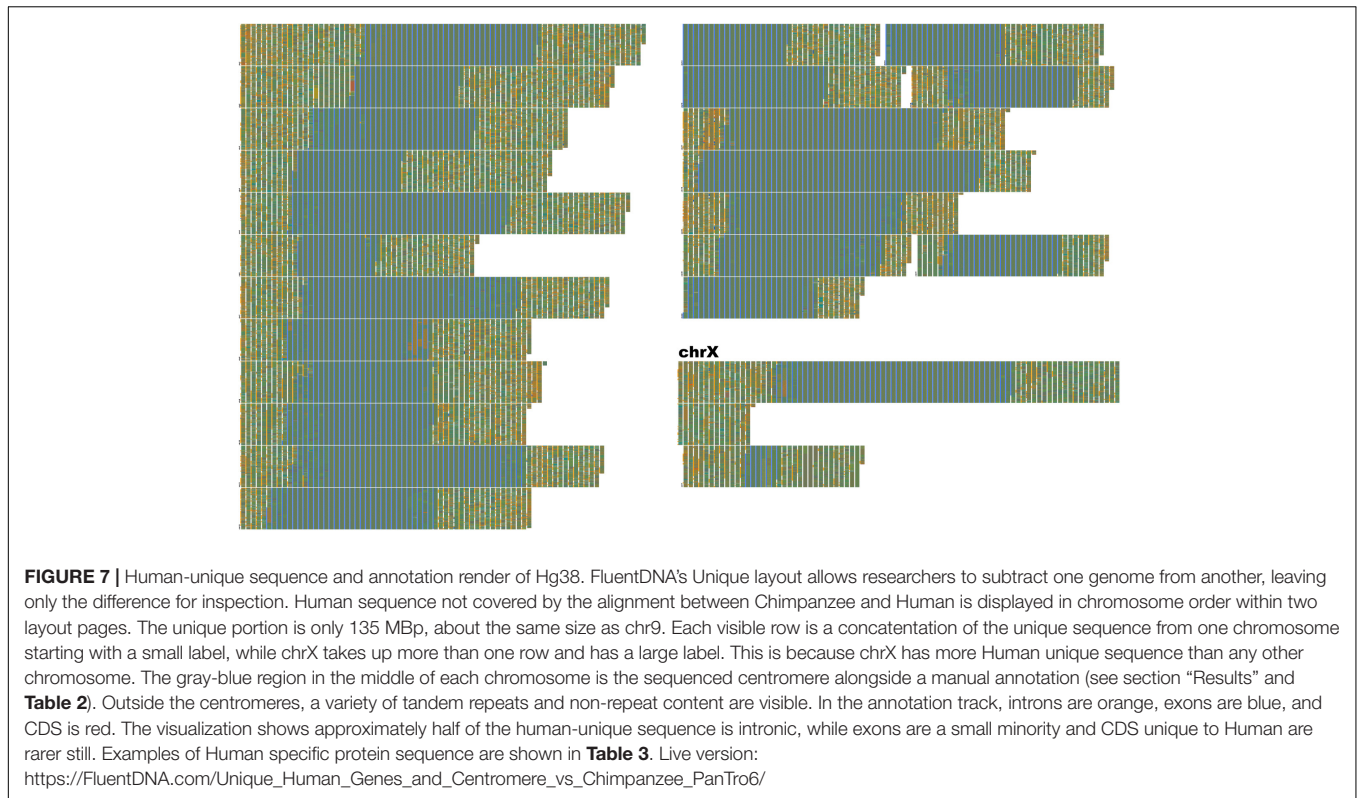 chrX
FIGURE 7 | Human-unique sequence and annotation render of Hg38. FluentDNA's Unique layout allows researchers to subtract one genome from another, leaving
only the difference for inspection. Human sequence not covered by the alignment between Chimpanzee and Human is displayed in chromosome order within two
layout pages. The unique portion is only 135 MBp, about the same size as chr9. Each visible row is a concatentation of the unique sequence from one chromosome
starting with a small label, while chrX takes up more than one row and has a large label. This is because chrX has more Human unique sequence than any other
chromosome. The gray-blue region in the middle of each chromosome is the sequenced centromere alongside a manual annotation (see section "Results" and
Table 2). Outside the centromeres, a variety of tandem repeats and non-repeat content are visible. In the annotation track, introns are orange, exons are blue, and
CDS is red. The visualization shows approximately half of the human-unique sequence is intronic, while exons are a small minority and CDS unique to Human are
rarer still. Examples of Human specific protein sequence are shown in Table 3. Live version:
https://FluentDNA.com/Unique_Human_Genes_and_Centromere_vs_Chimpanzee_PanTro6/